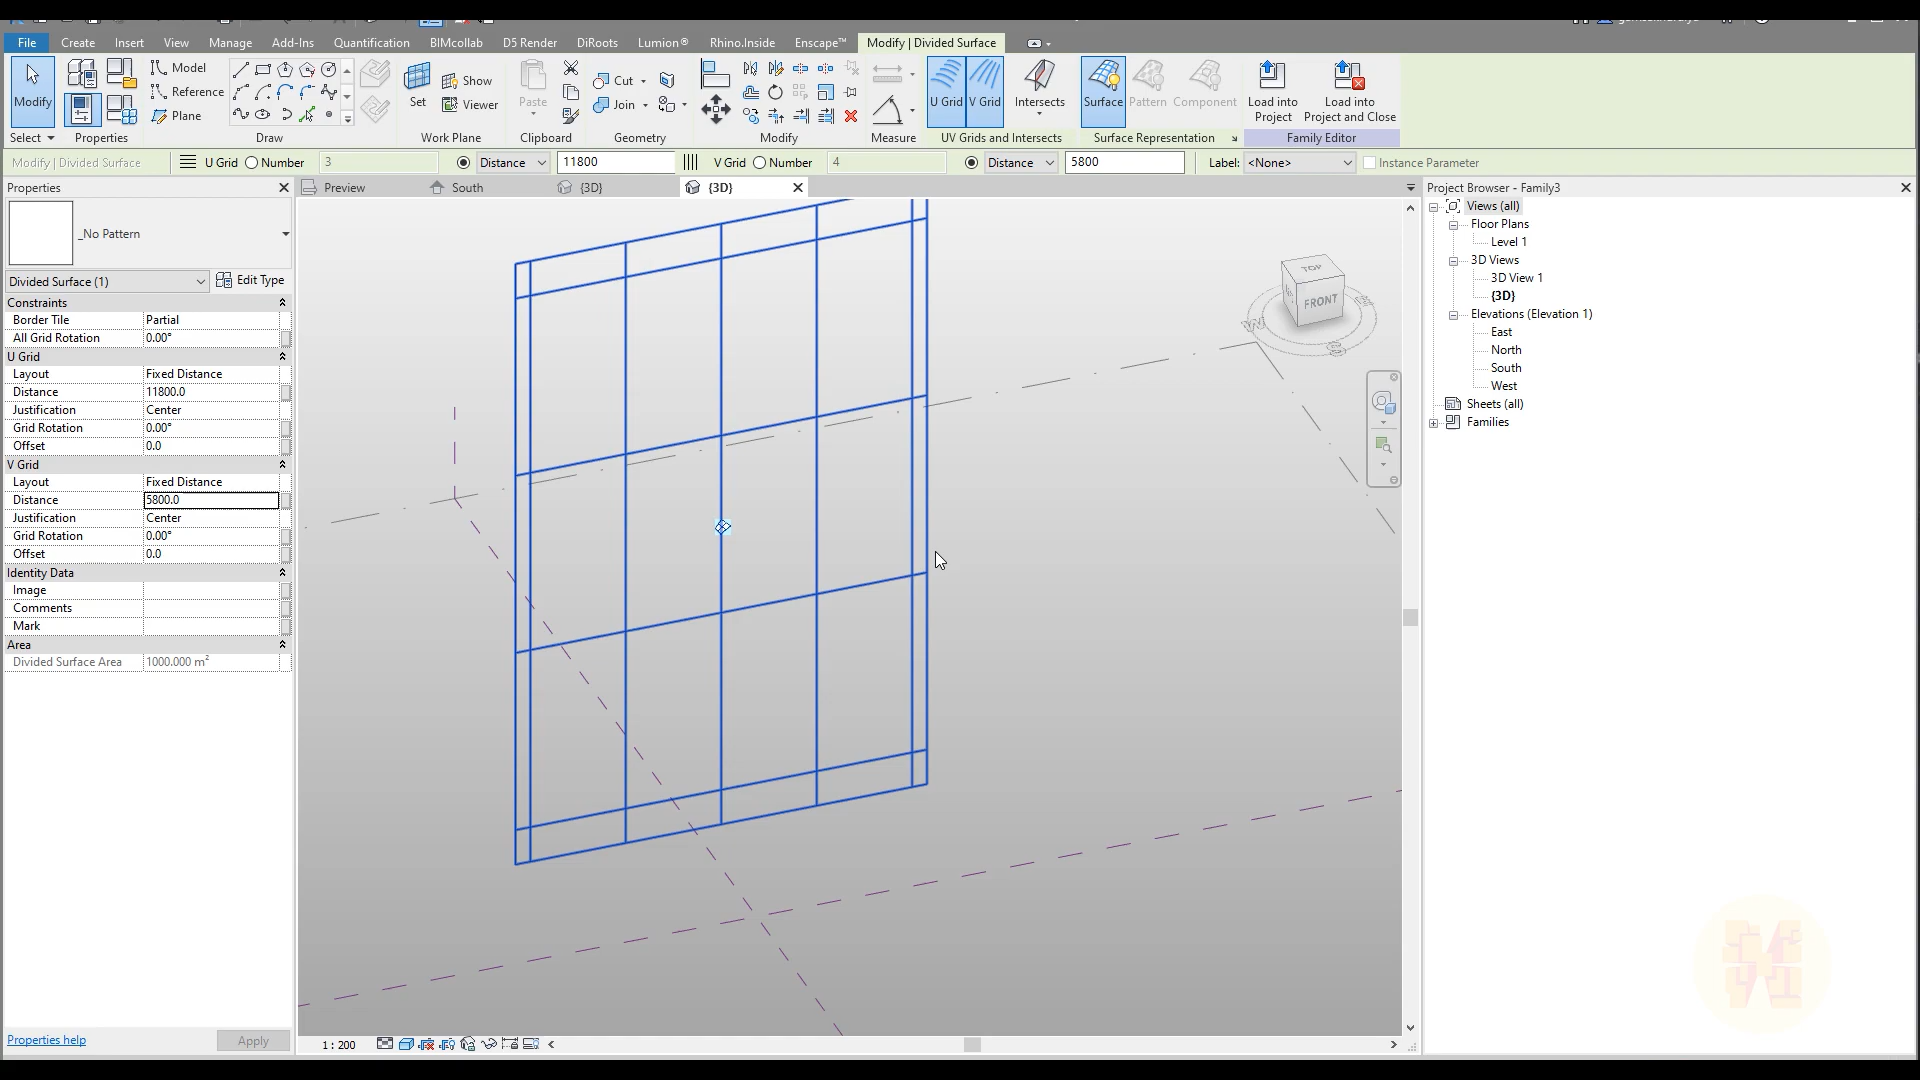 File Create Insert View Manage Add-Ins Quantification BIMcollab D5 Render DiRoots Lumion® Rhino.Inside Enscape™ Modify | Divided Surface
Modify
Select
Properties
Model
Reference
Plane
Draw
Set
Show
Viewer
Work Plane
Paste
Clipboard
Cut
Join
Geometry
Modify
Measure
U Grid V Grid Intersects
UV Grids and Intersects
Surface Pattern Component
Surface Representation
Load into Project
Load into Project and Close
Family Editor
Modify | Divided Surface U Grid Number 3 Distance 11800 V Grid Number 4 Distance 5800 Label: <None> Instance Parameter
Properties
Preview South {3D} {3D}
Project Browser - Family3
_No Pattern
Divided Surface (1) Edit Type
Constraints
Border Tile Partial
All Grid Rotation 0.00°
U Grid
Layout Fixed Distance
Distance 11800.0
Justification Center
Grid Rotation 0.00°
Offset 0.0
V Grid
Layout Fixed Distance
Distance 5800.0
Justification Center
Grid Rotation 0.00°
Offset 0.0
Identity Data
Image
Comments
Mark
Area
Divided Surface Area 1000.000 m²
Properties help Apply
TOP
FRONT
W
S
1 : 200
Views (all)
Floor Plans
Level 1
3D Views
3D View 1
{3D}
Elevations (Elevation 1)
East
North
South
West
Sheets (all)
Families